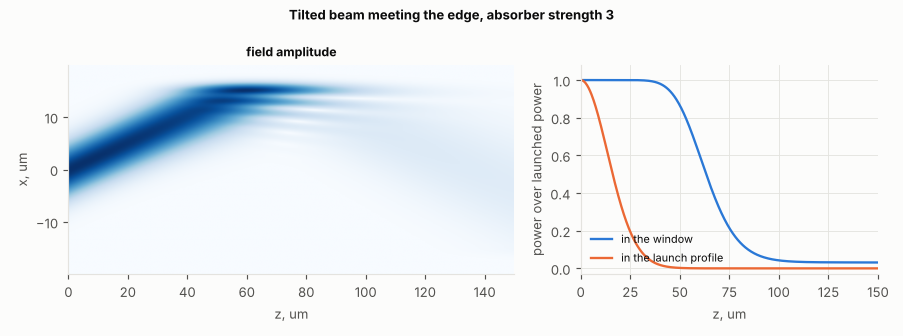 Tilted beam meeting the edge, absorber strength 3
field amplitude
x, um
10
0
−10
0 20 40 60 80 100 120 140
z, um
power over launched power
1.0
0.8
0.6
0.4
0.2
0.0
in the window
in the launch profile
0 25 50 75 100 125 150
z, um